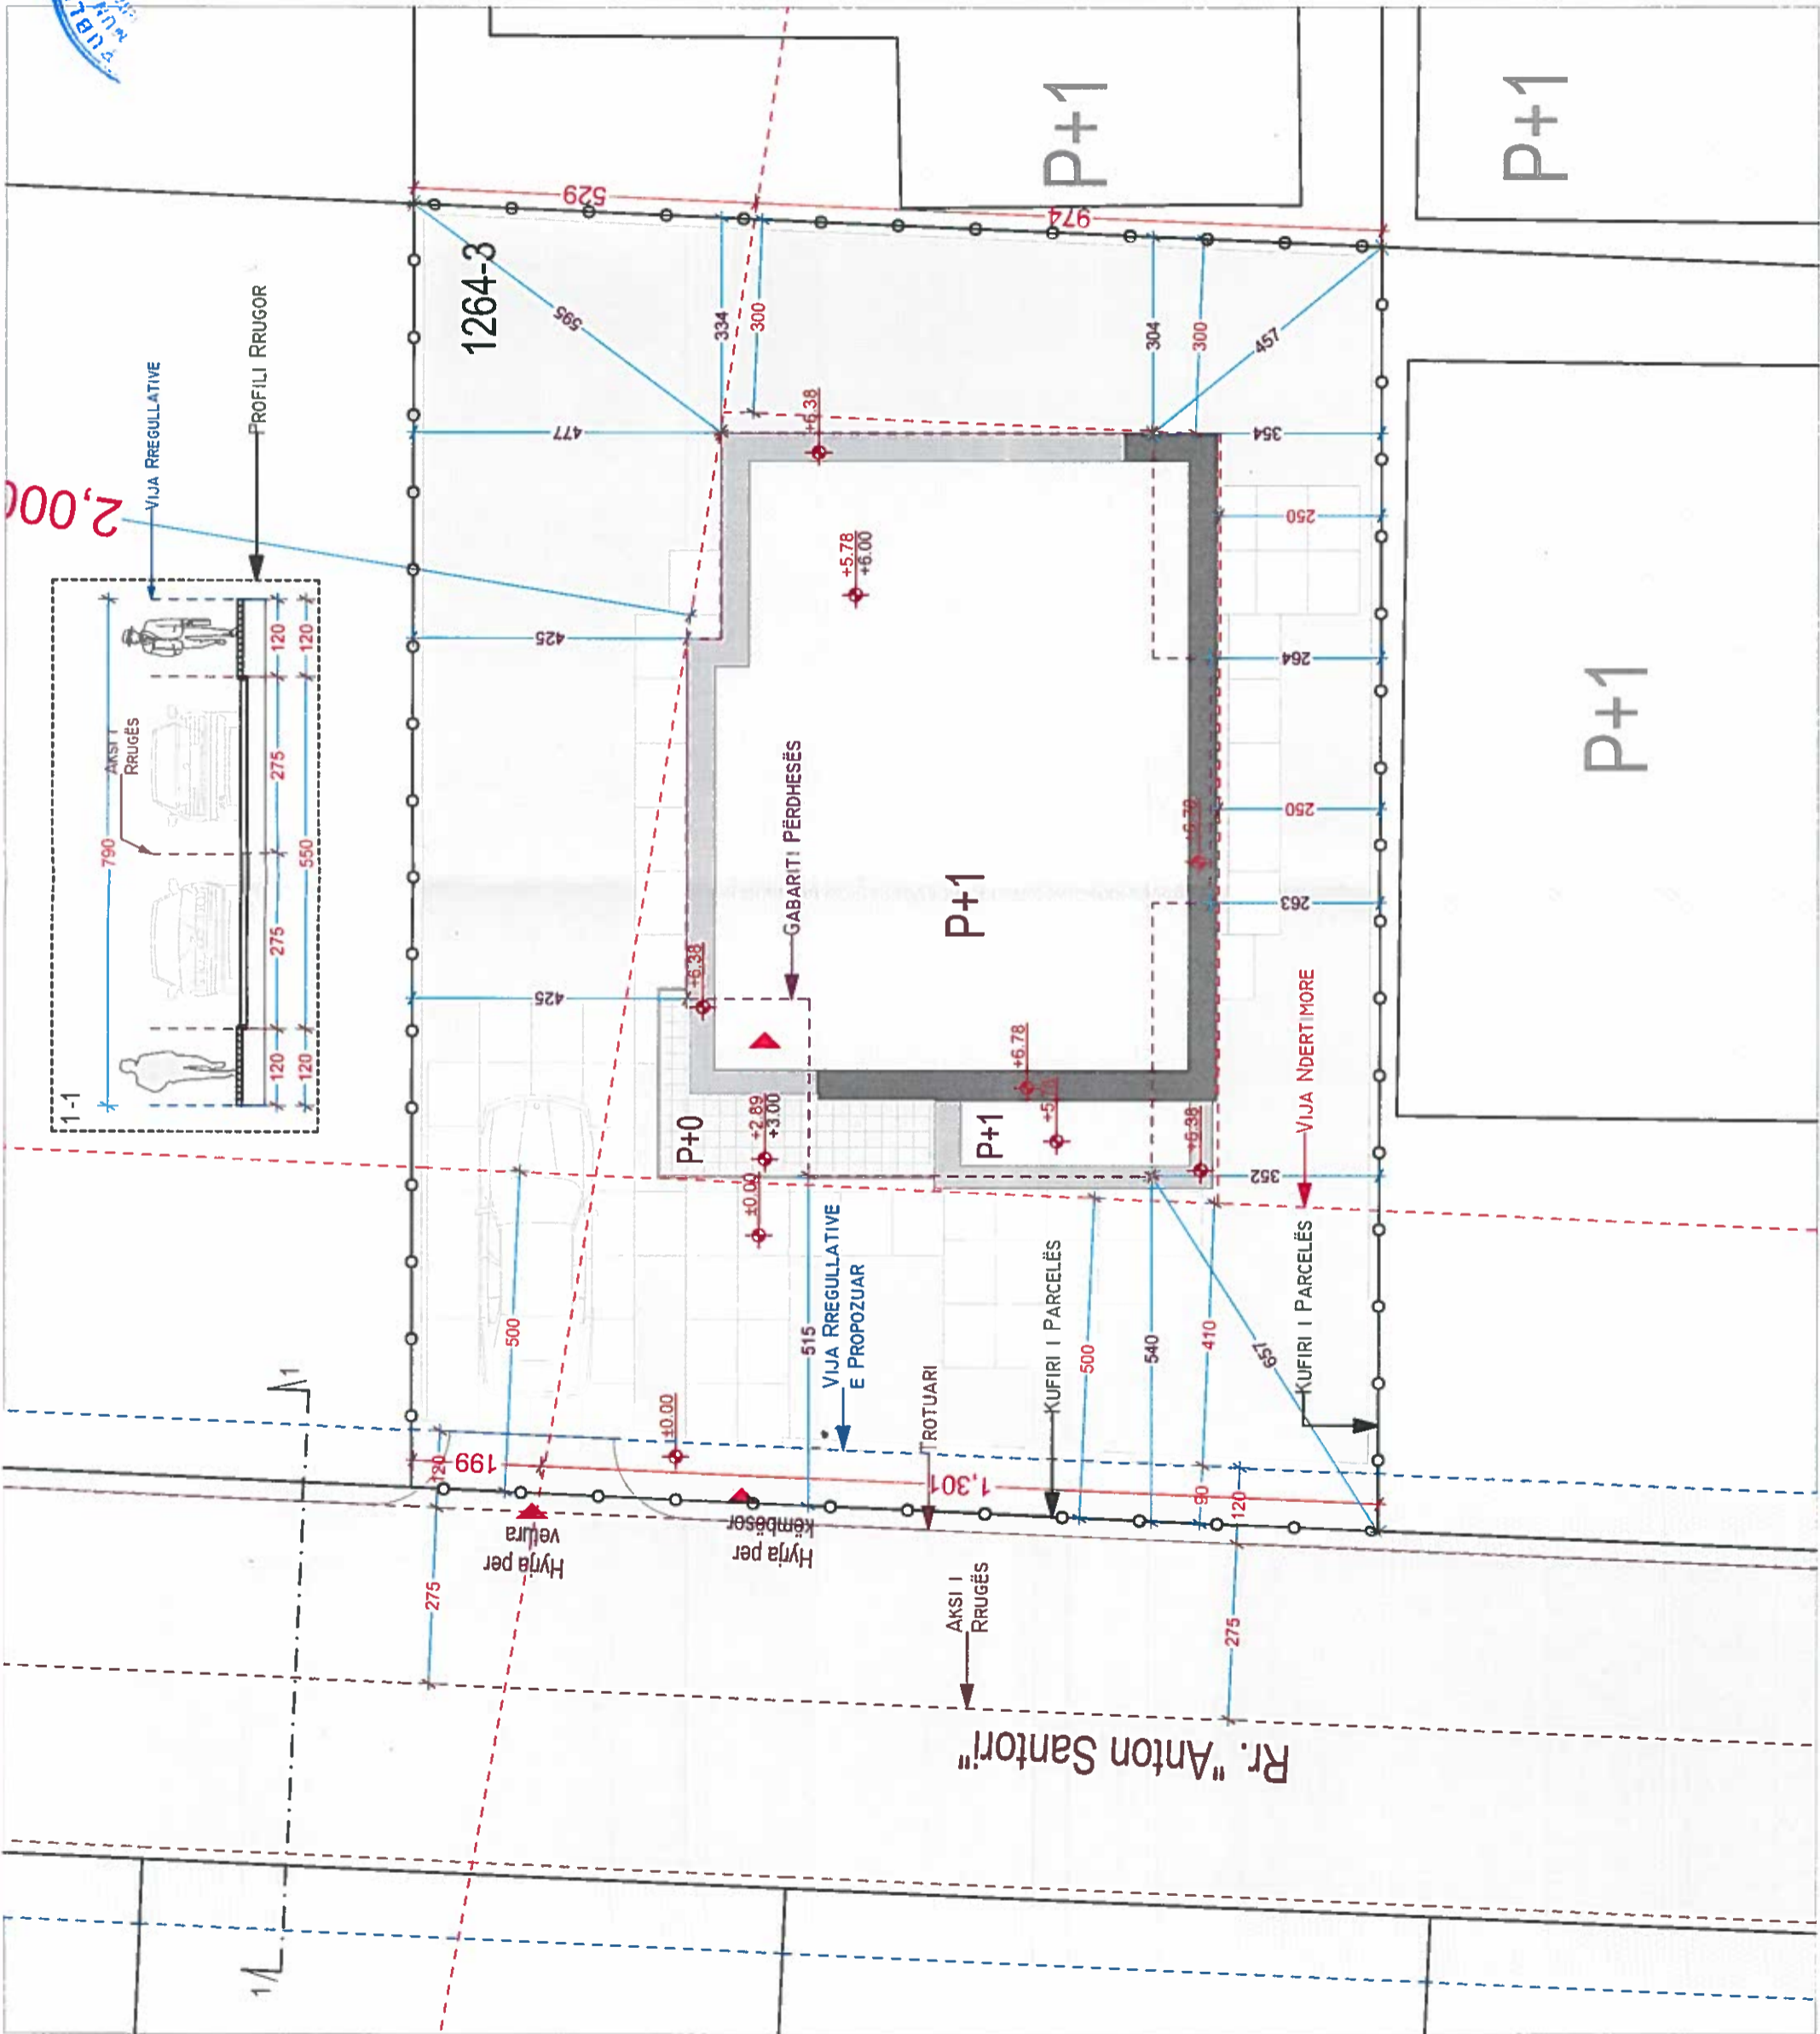 1-1
790
AKSI I
RRUGËS
120
275
275
120
120
550
120
VIJA RREGULLATIVE
PROFILI RRUGOR
2,000
1264-3
529
974
595
334
300
304
300
457
477
425
425
354
250
264
250
263
352
+6.38
+5.78
+6.00
+6.38
+6.78
+6.38
P+1
GABARITI PËRDHESËS
P+0
+2.89
+3.00
±0.00
P+1
±0.00
VIJA NDERTIMORE
VIJA RREGULLATIVE
E PROPOZUAR
TROTUARI
KUFIRI I PARCELËS
KUFIRI I PARCELËS
500
515
500
540
410
657
120
199
1,301
90
120
275
275
Hyrja per
vetura
Hyrja per
këmbësor
AKSI I
RRUGËS
Rr. "Anton Santori"
1
1
P+1
P+1
P+1